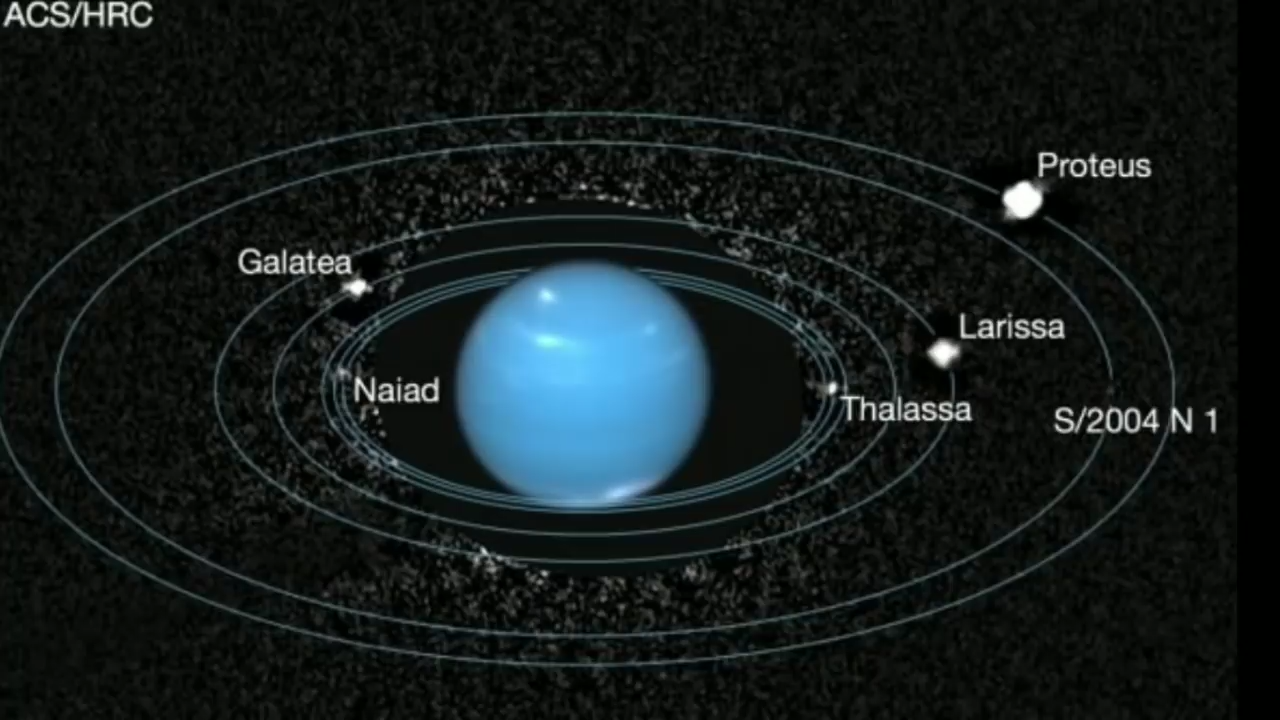 ACS/HRC
Proteus
Galatea
Larissa
Naiad
Thalassa
S/2004 N 1